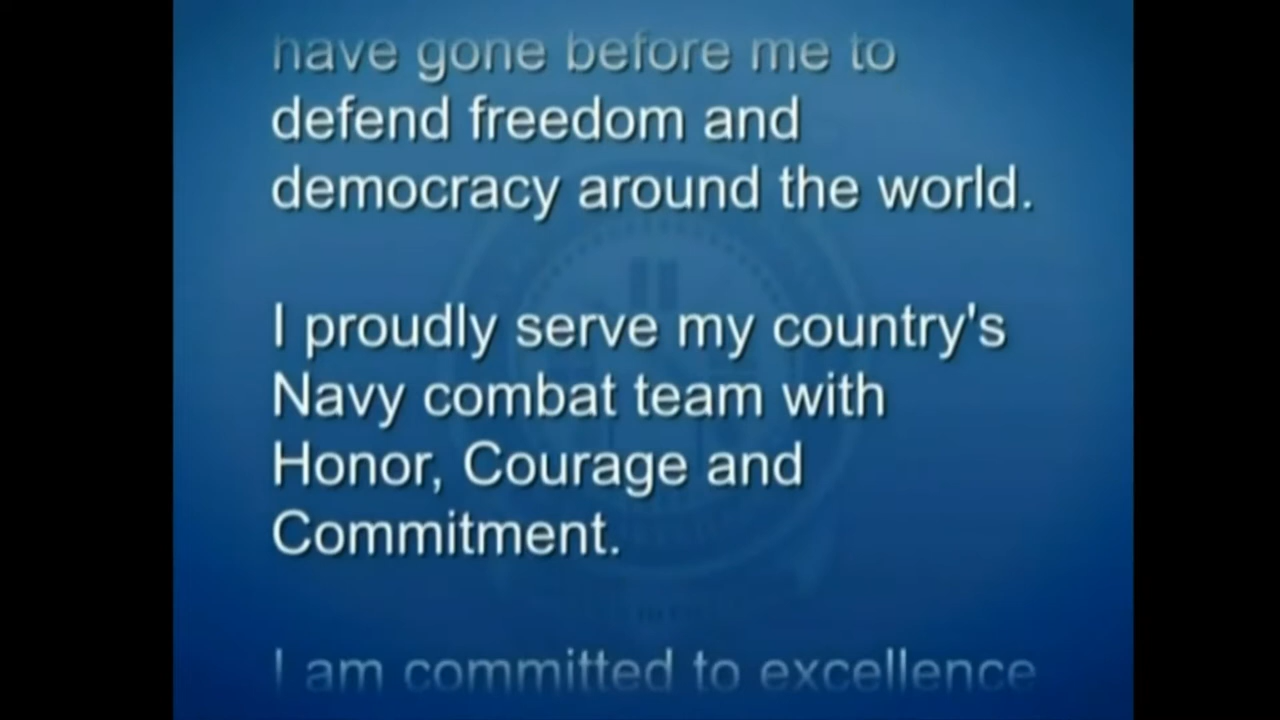 have gone before me to
defend freedom and
democracy around the world.
I proudly serve my country's
Navy combat team with
Honor, Courage and
Commitment.
I am committed to excellence